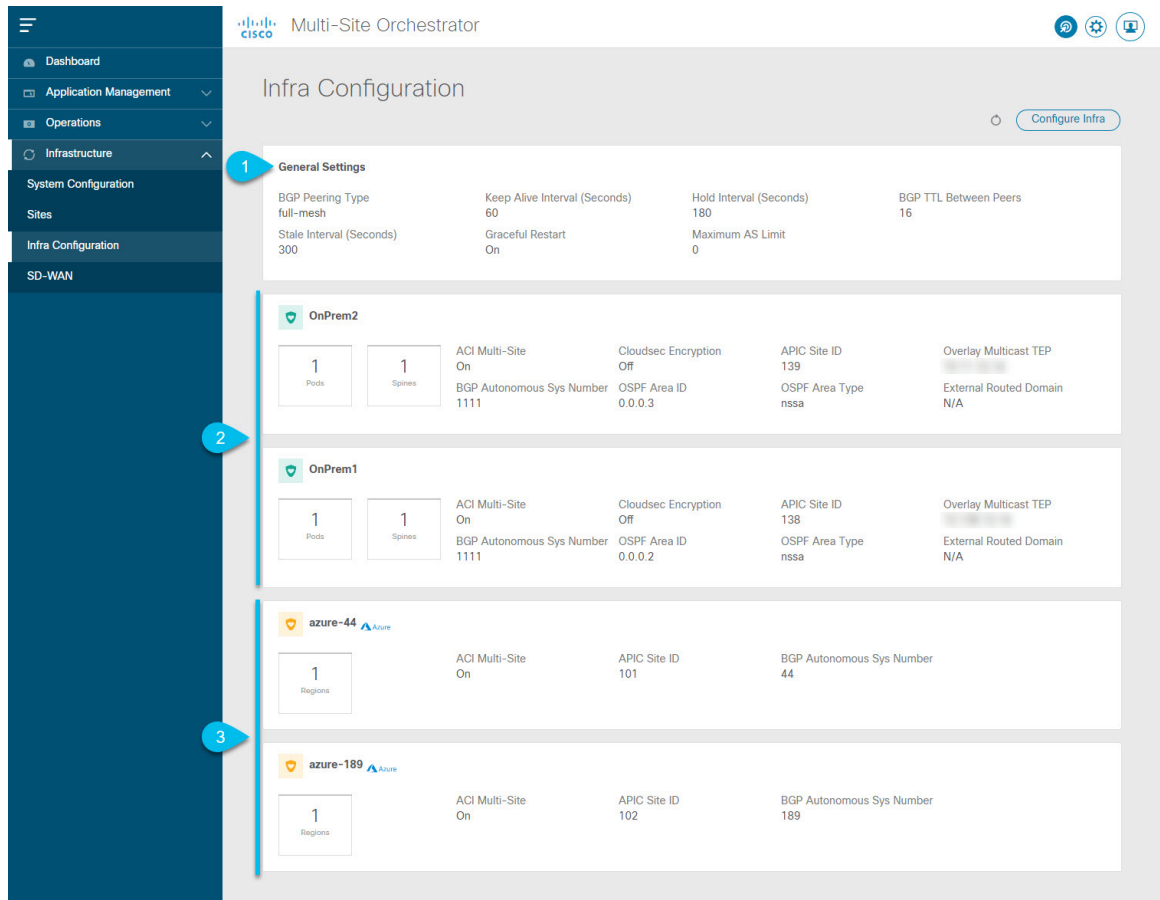 CISCO Multi-Site Orchestrator
Dashboard
Application Management
Operations
Infrastructure
System Configuration
Sites
Infra Configuration
SD-WAN
Infra Configuration
Configure Infra
1
General Settings
BGP Peering Type Keep Alive Interval (Seconds) Hold Interval (Seconds) BGP TTL Between Peers
full-mesh 60 180 16
Stale Interval (Seconds) Graceful Restart Maximum AS Limit
300 On 0
2
OnPrem2
1 Pods
1 Spines
ACI Multi-Site Cloudsec Encryption APIC Site ID Overlay Multicast TEP
On Off 139
BGP Autonomous Sys Number OSPF Area ID OSPF Area Type External Routed Domain
1111 0.0.0.3 nssa N/A
OnPrem1
1 Pods
1 Spines
ACI Multi-Site Cloudsec Encryption APIC Site ID Overlay Multicast TEP
On Off 138
BGP Autonomous Sys Number OSPF Area ID OSPF Area Type External Routed Domain
1111 0.0.0.2 nssa N/A
3
azure-44 Azure
1 Regions
ACI Multi-Site APIC Site ID BGP Autonomous Sys Number
On 101 44
azure-189 Azure
1 Regions
ACI Multi-Site APIC Site ID BGP Autonomous Sys Number
On 102 189